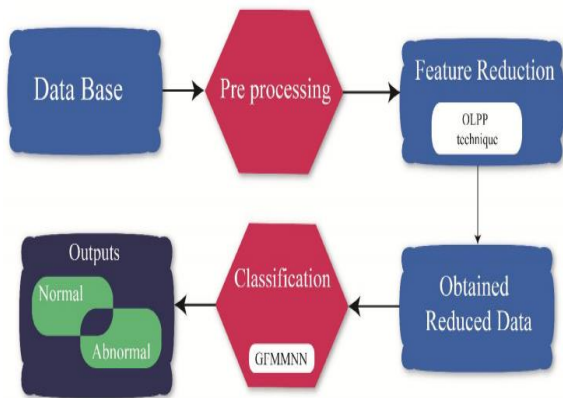 Data Base
Pre processing
Feature Reduction
OLPP
technique
Obtained
Reduced Data
Classification
GFMMNN
Outputs
Normal
Abnormal